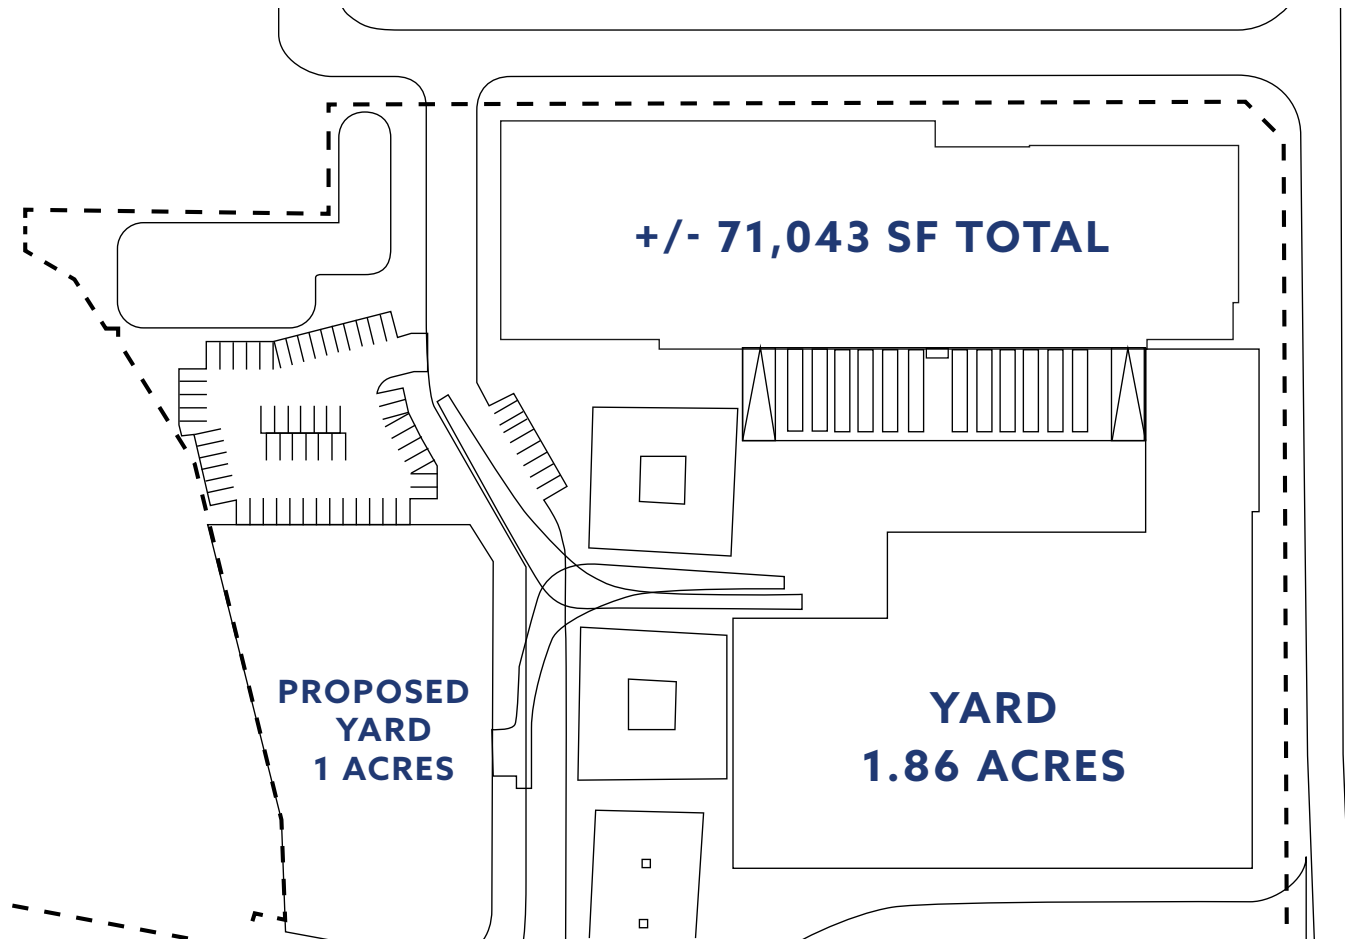 +/- 71,043 SF TOTAL
PROPOSED
YARD
1 ACRES
YARD
1.86 ACRES